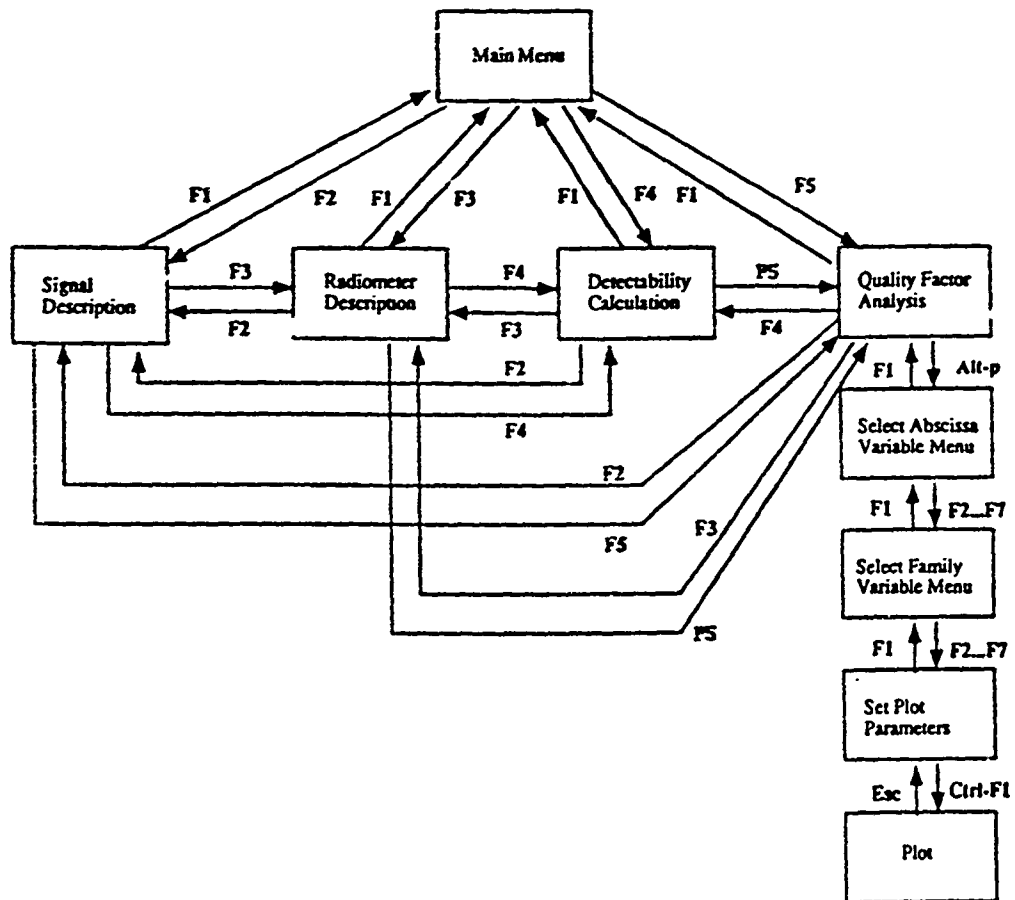 Main Menu
F1
F2
F1
F3
F1
F4
F1
F5
Signal
Description
F3
F2
Radiometer
Description
F4
F3
Detectability
Calculation
F5
F4
Quality Factor
Analysis
F2
F4
F1
Alt-p
Select Abscissa
Variable Menu
F2
F5
F3
F5
F1
F2...F7
Select Family
Variable Menu
F1
F2...F7
Set Plot
Parameters
Esc
Ctrl-F1
Plot